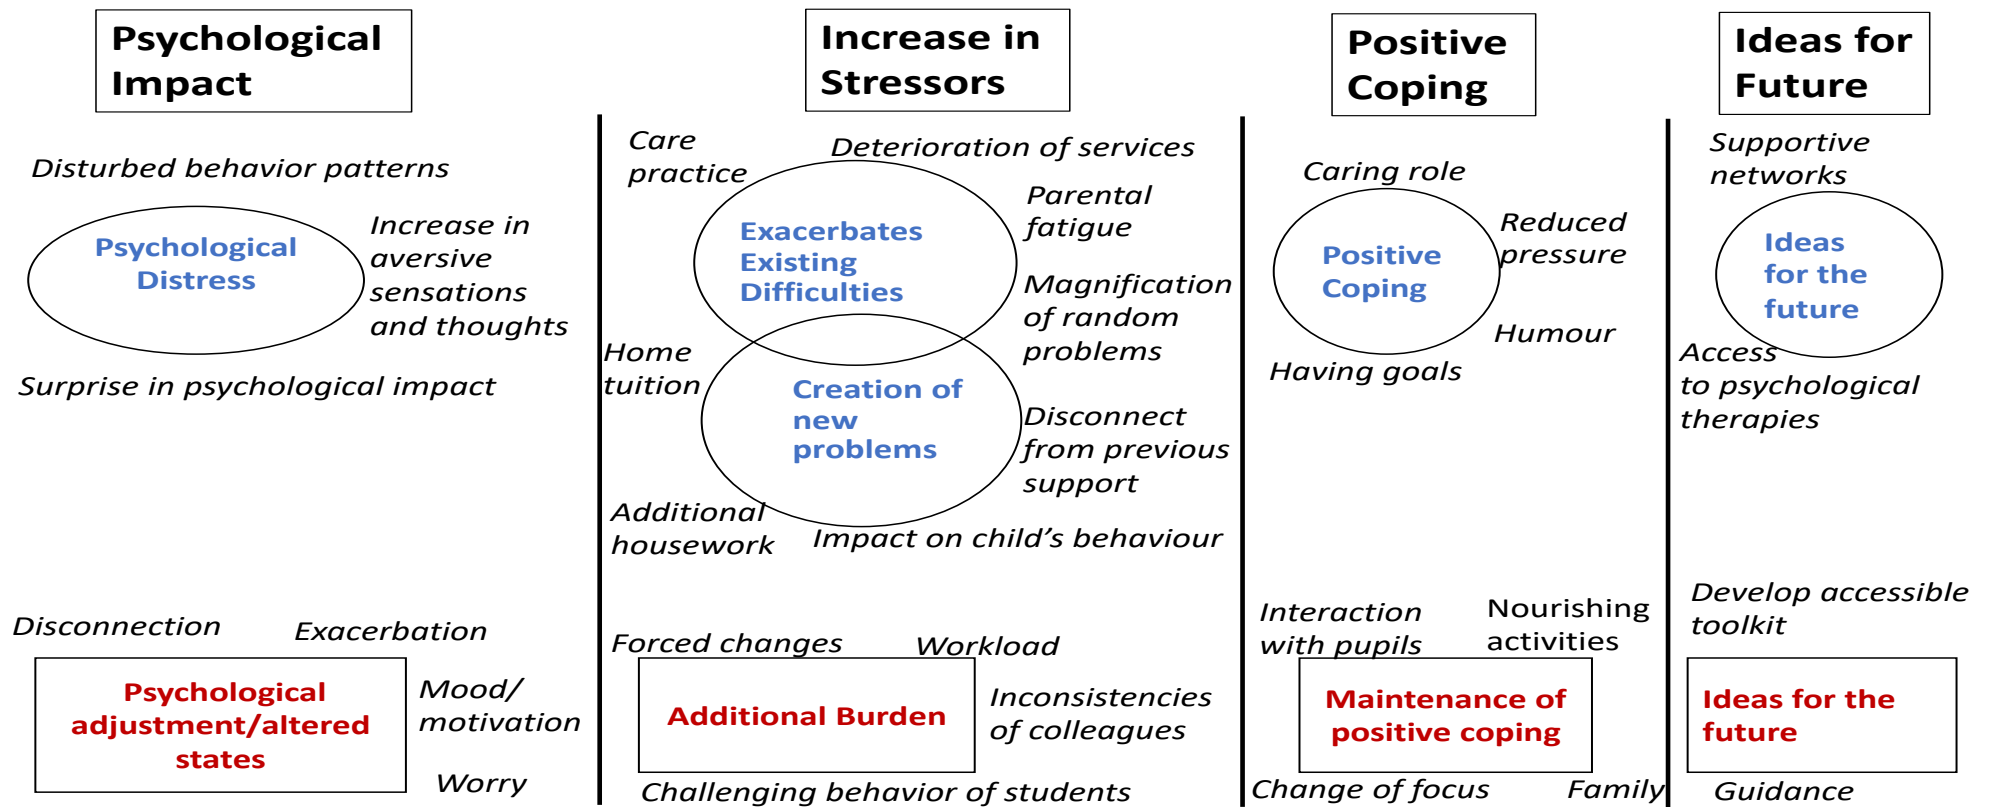 Psychological
Impact
Disturbed behavior patterns
Psychological
Distress
Increase in
aversive
sensations
and thoughts
Surprise in psychological impact
Disconnection
Exacerbation
Psychological
adjustment/altered
states
Mood/
motivation
Worry
Increase in
Stressors
Care
practice
Deterioration of services
Parental
fatigue
Exacerbates
Existing
Difficulties
Magnification
of random
problems
Home
tuition
Creation of
new
problems
Disconnect
from previous
support
Additional
housework
Impact on child’s behaviour
Forced changes
Workload
Additional Burden
Inconsistencies
of colleagues
Challenging behavior of students
Positive
Coping
Caring role
Reduced
pressure
Positive
Coping
Humour
Having goals
Interaction
with pupils
Nourishing
activities
Maintenance of
positive coping
Change of focus
Family
Ideas for
Future
Supportive
networks
Ideas
for the
future
Access
to psychological
therapies
Develop accessible
toolkit
Ideas for the
future
Guidance